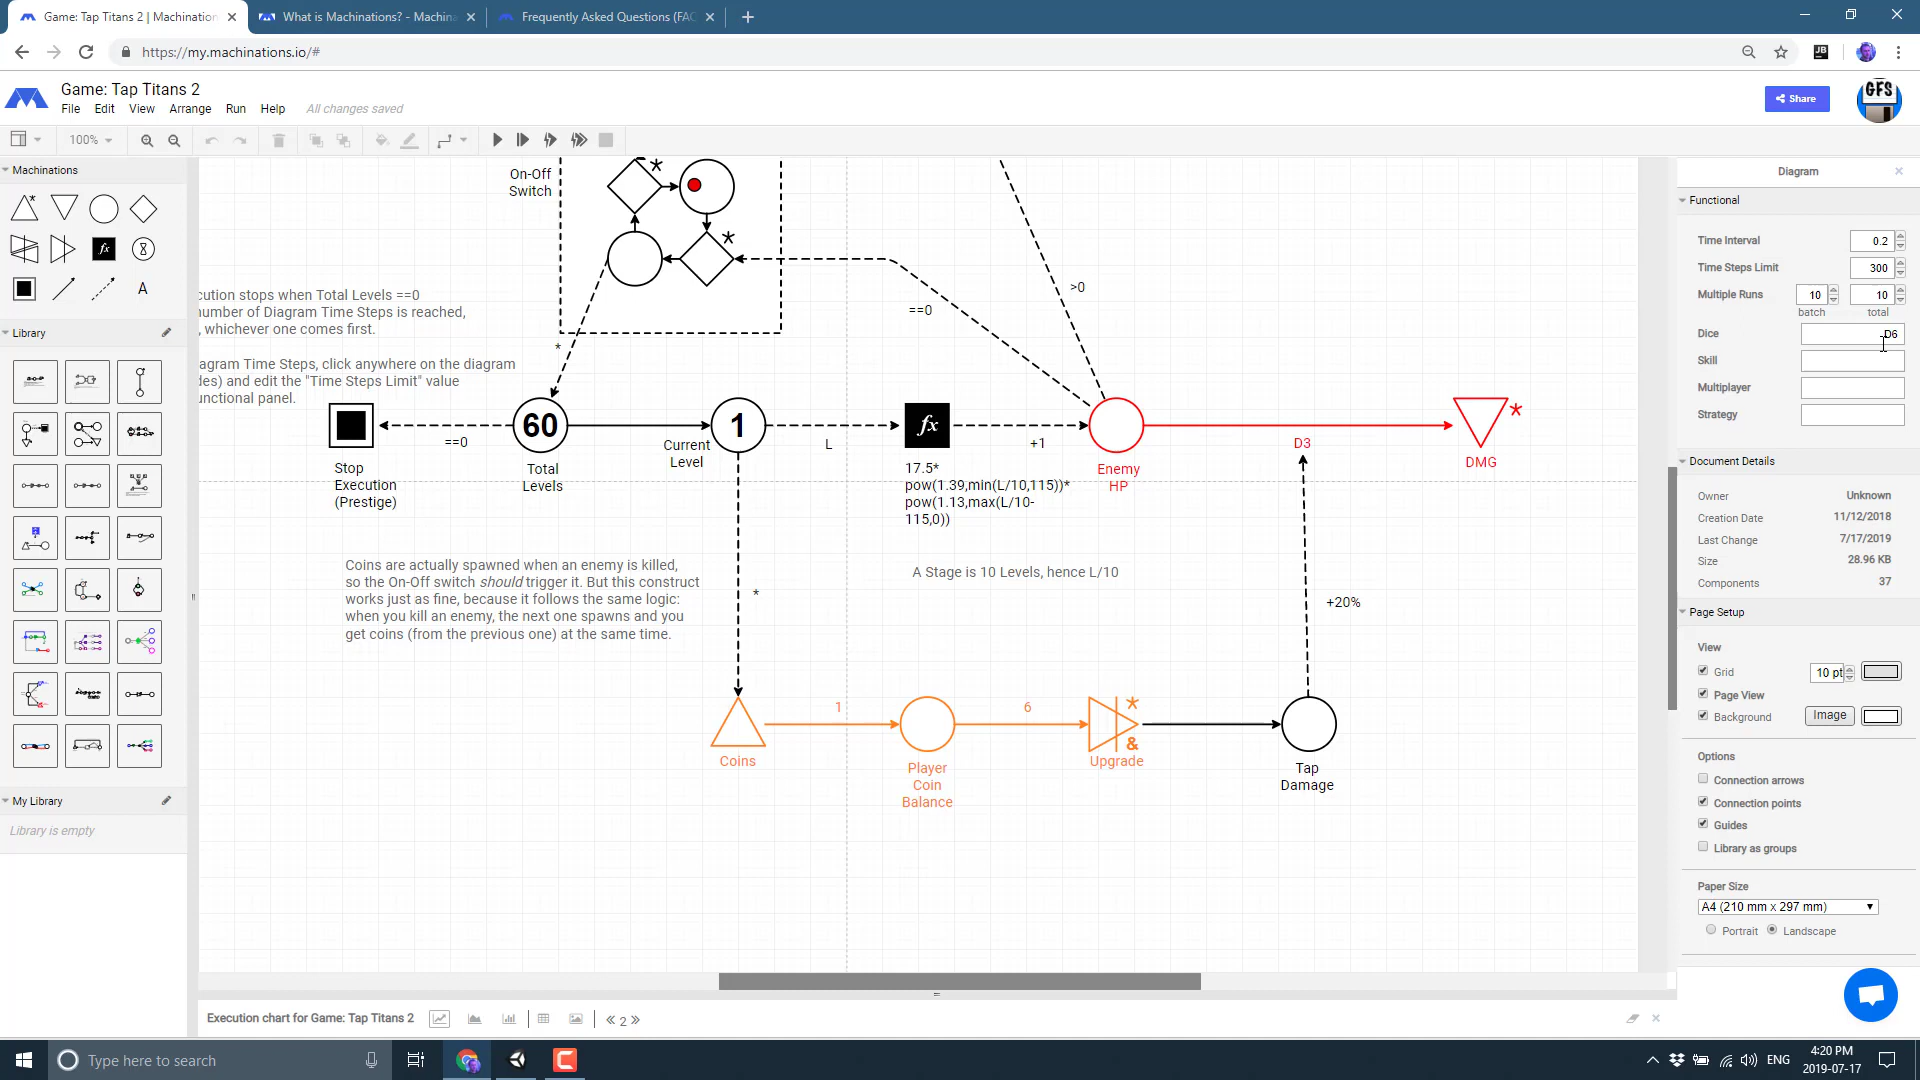 Game: Tap Titans 2 | Machination
What is Machinations? - Machina
Frequently Asked Questions (FAC
https://my.machinations.io/#
Game: Tap Titans 2
File Edit View Arrange Run Help All changes saved
Share
GFS
100%
Machinations
fx
A
Library
My Library
Library is empty
On-Off
Switch
cution stops when Total Levels ==0
number of Diagram Time Steps is reached,
, whichever one comes first.
agram Time Steps, click anywhere on the diagram
des) and edit the "Time Steps Limit" value
unctional panel.
*
*
*
==0
>0
==0
Stop
Execution
(Prestige)
60
Total
Levels
1
Current
Level
L
fx
17.5*
pow(1.39,min(L/10,115))*
pow(1.13,max(L/10-
115,0))
+1
Enemy
HP
D3
DMG
*
A Stage is 10 Levels, hence L/10
Coins are actually spawned when an enemy is killed,
so the On-Off switch should trigger it. But this construct
works just as fine, because it follows the same logic:
when you kill an enemy, the next one spawns and you
get coins (from the previous one) at the same time.
*
+20%
Coins
1
Player
Coin
Balance
6
*
&
Upgrade
Tap
Damage
Diagram
Functional
Time Interval 0.2
Time Steps Limit 300
Multiple Runs 10 10
batch total
Dice D6
Skill
Multiplayer
Strategy
Document Details
Owner Unknown
Creation Date 11/12/2018
Last Change 7/17/2019
Size 28.96 KB
Components 37
Page Setup
View
Grid 10 pt
Page View
Background Image
Options
Connection arrows
Connection points
Guides
Library as groups
Paper Size
A4 (210 mm x 297 mm)
Portrait Landscape
Execution chart for Game: Tap Titans 2
« 2 »
Type here to search
ENG
4:20 PM
2019-07-17